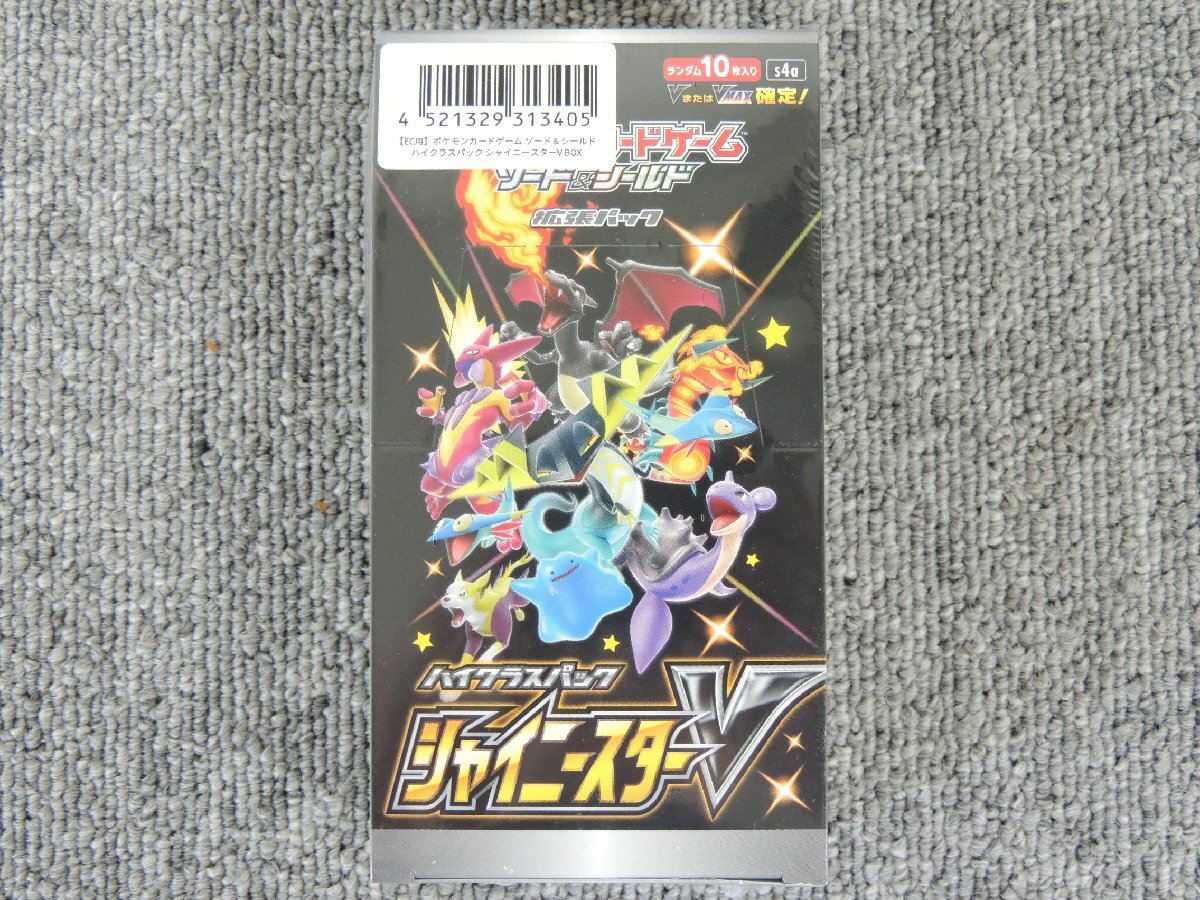 4 521329 313405
【EC用】ポケモンカードゲーム ソード＆シールド
ハイクラスパック シャイニースターV BOX
ランダム10枚入り s4a
VまたはVMAX確定!
ードゲーム™
ソード&シールド
拡張パック
ハイクラスパック
シャイニースターV